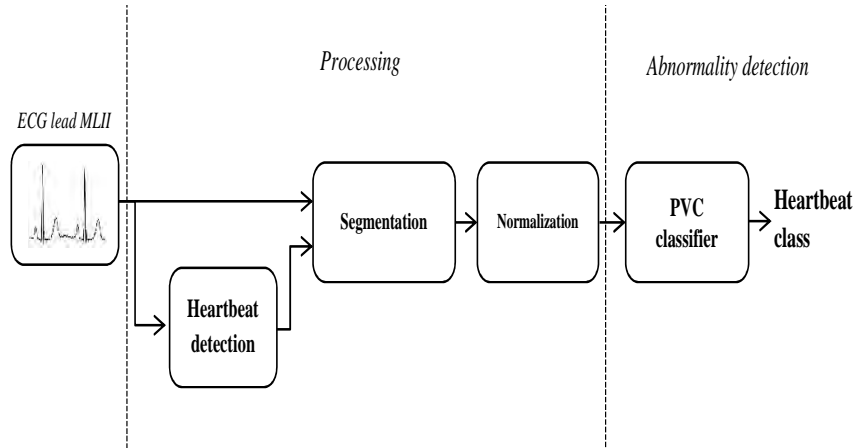 Processing
Abnormality detection
ECG lead MLII
Segmentation
Normalization
PVC
classifier
Heartbeat
class
Heartbeat
detection